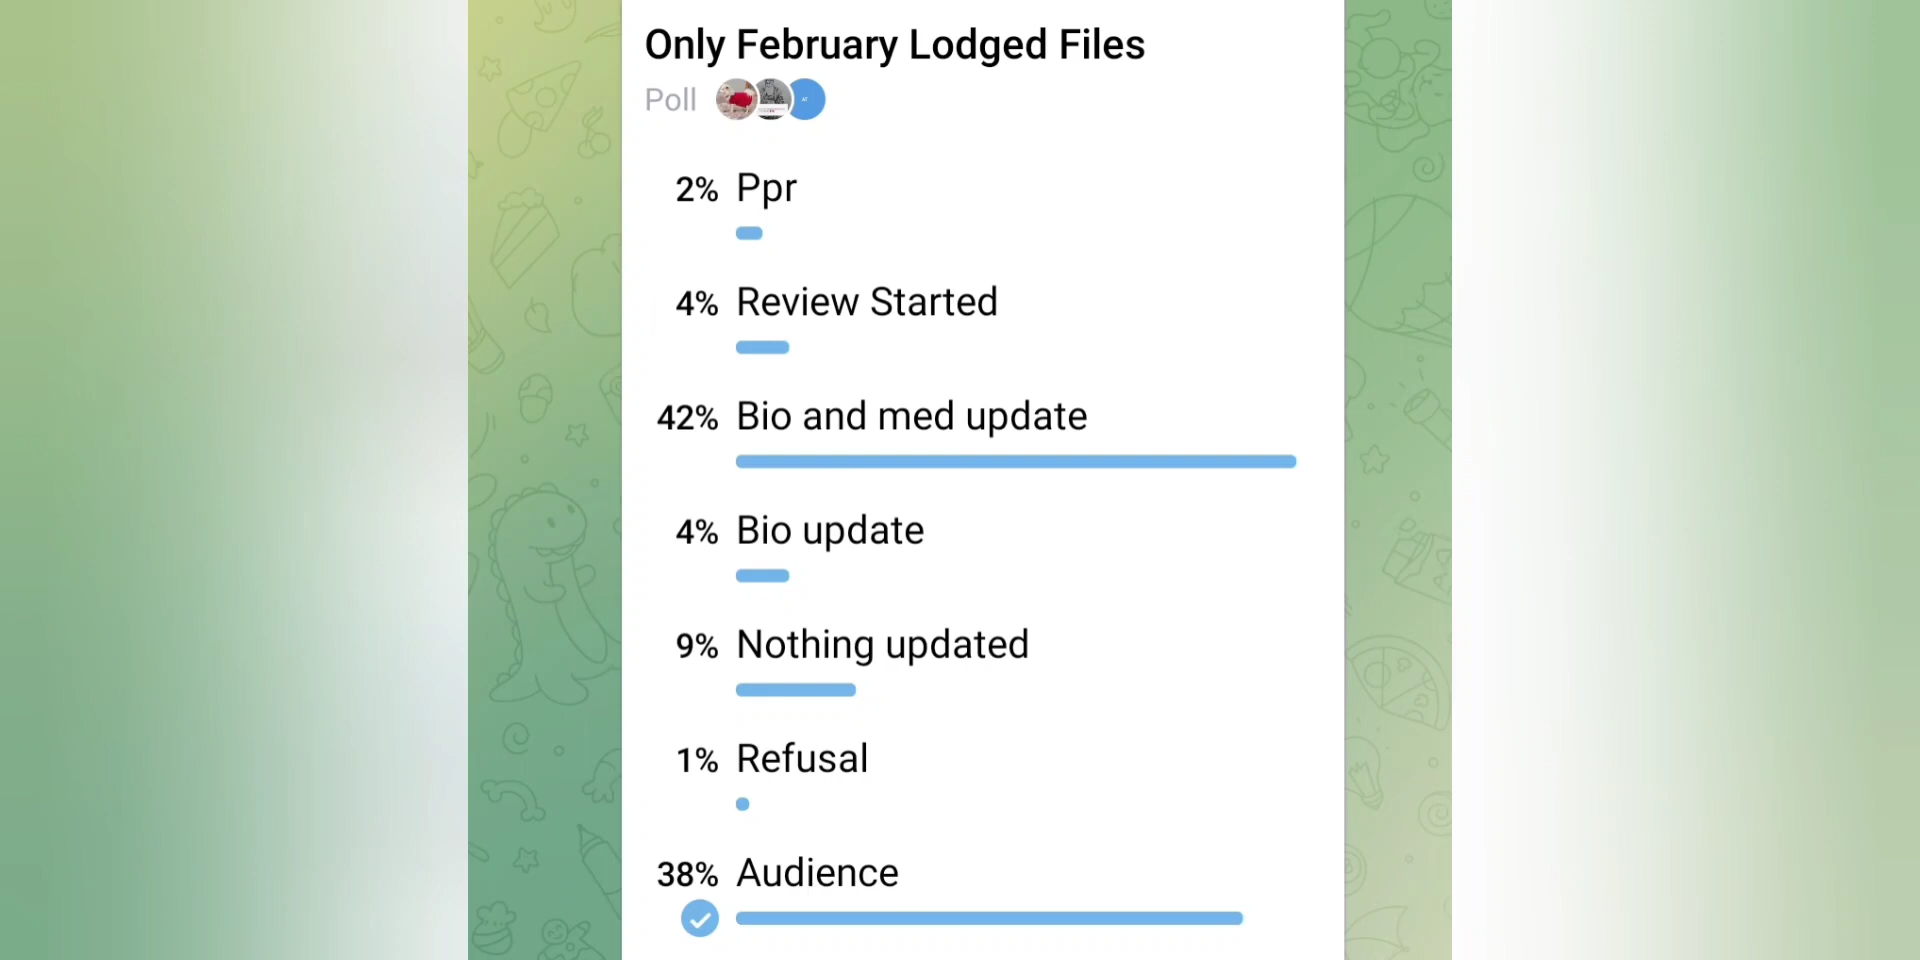 Only February Lodged Files
Poll
2% Ppr
4% Review Started
42% Bio and med update
4% Bio update
9% Nothing updated
1% Refusal
38% Audience